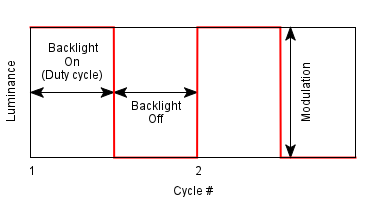 Backlight
On
(Duty cycle)
Backlight
Off
Modulation
Luminance
1
2
Cycle #